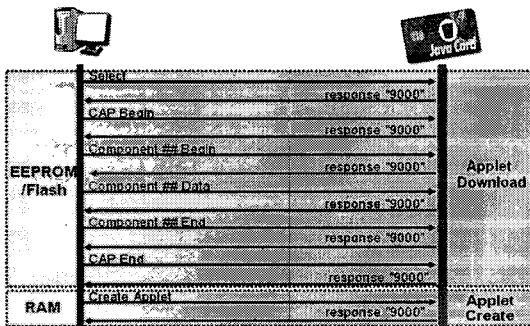 Java Card
Select
response "9000"
CAP Begin
response "9000"
Component ## Begin
response "9000"
EEPROM
/Flash
Applet
Download
Component ## Data
response "9000"
Component ## End
response "9000"
CAP End
response "9000"
RAM
Create Applet
response "9000"
Applet
Create